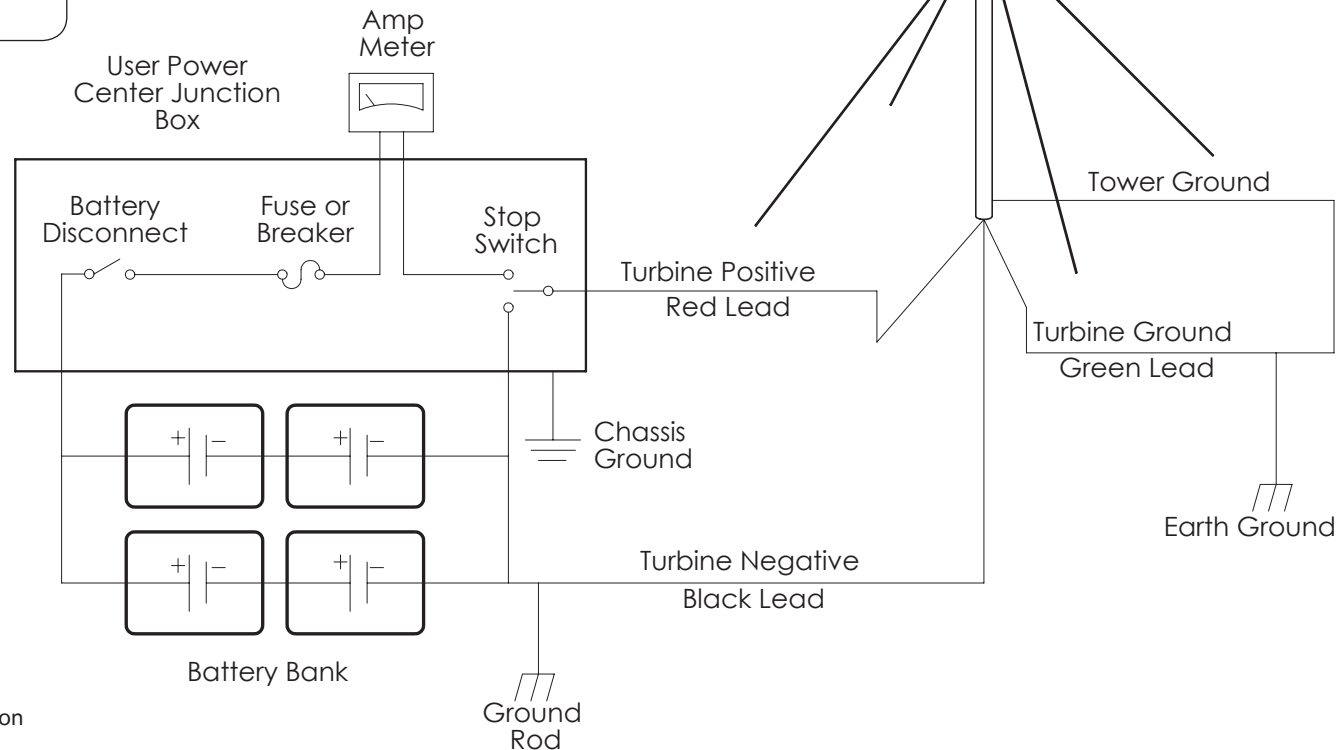 Amp
Meter
User Power
Center Junction
Box
Battery
Disconnect
Fuse or
Breaker
Stop
Switch
Turbine Positive
Red Lead
Tower Ground
Turbine Ground
Green Lead
+ −
+ −
Chassis
Ground
Earth Ground
+ −
+ −
Turbine Negative
Black Lead
Battery Bank
Ground
Rod
on